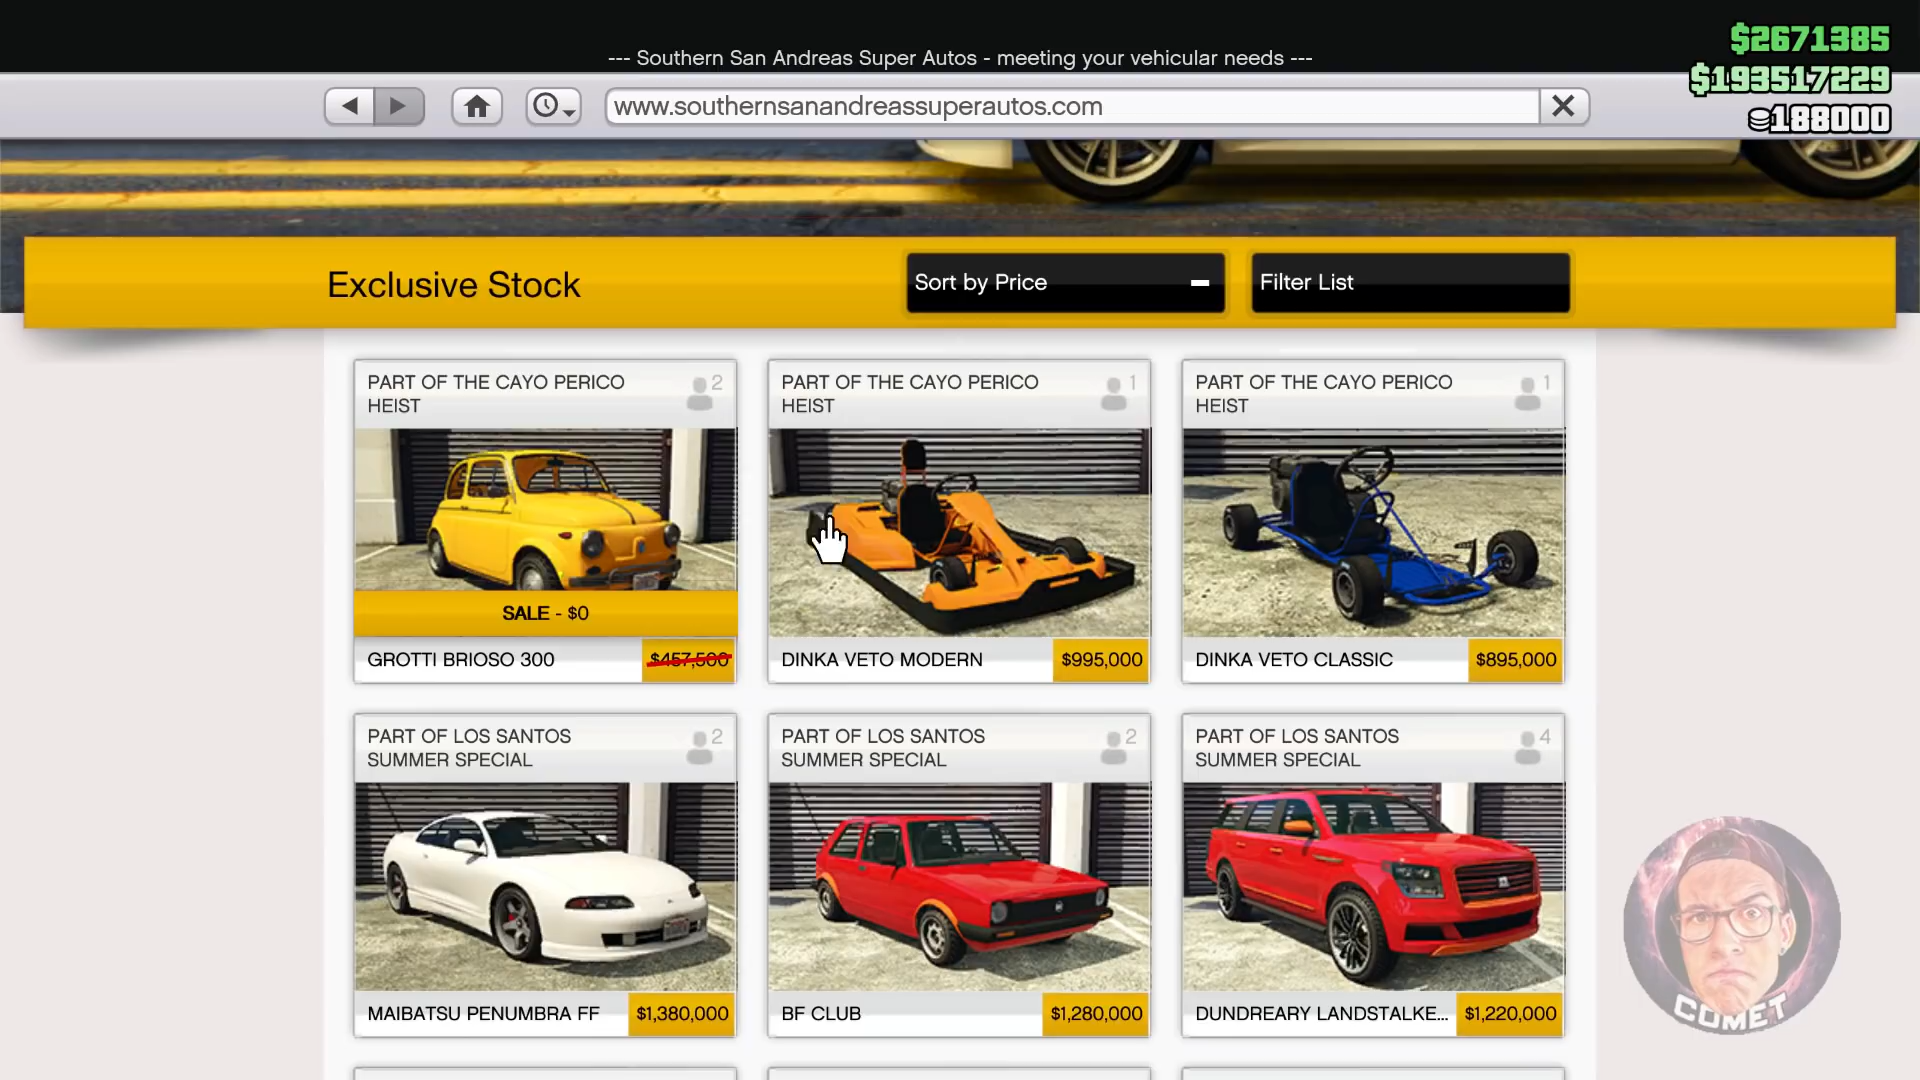 --- Southern San Andreas Super Autos - meeting your vehicular needs ---
$2671385
$193517229
188000
www.southernsanandreassuperautos.com
Exclusive Stock
Sort by Price
Filter List
PART OF THE CAYO PERICO
HEIST
2
PART OF THE CAYO PERICO
HEIST
1
PART OF THE CAYO PERICO
HEIST
1
SALE - $0
GROTTI BRIOSO 300
$457,500
DINKA VETO MODERN
$995,000
DINKA VETO CLASSIC
$895,000
PART OF LOS SANTOS
SUMMER SPECIAL
2
PART OF LOS SANTOS
SUMMER SPECIAL
2
PART OF LOS SANTOS
SUMMER SPECIAL
4
MAIBATSU PENUMBRA FF
$1,380,000
BF CLUB
$1,280,000
DUNDREARY LANDSTALKE...
$1,220,000
COMET